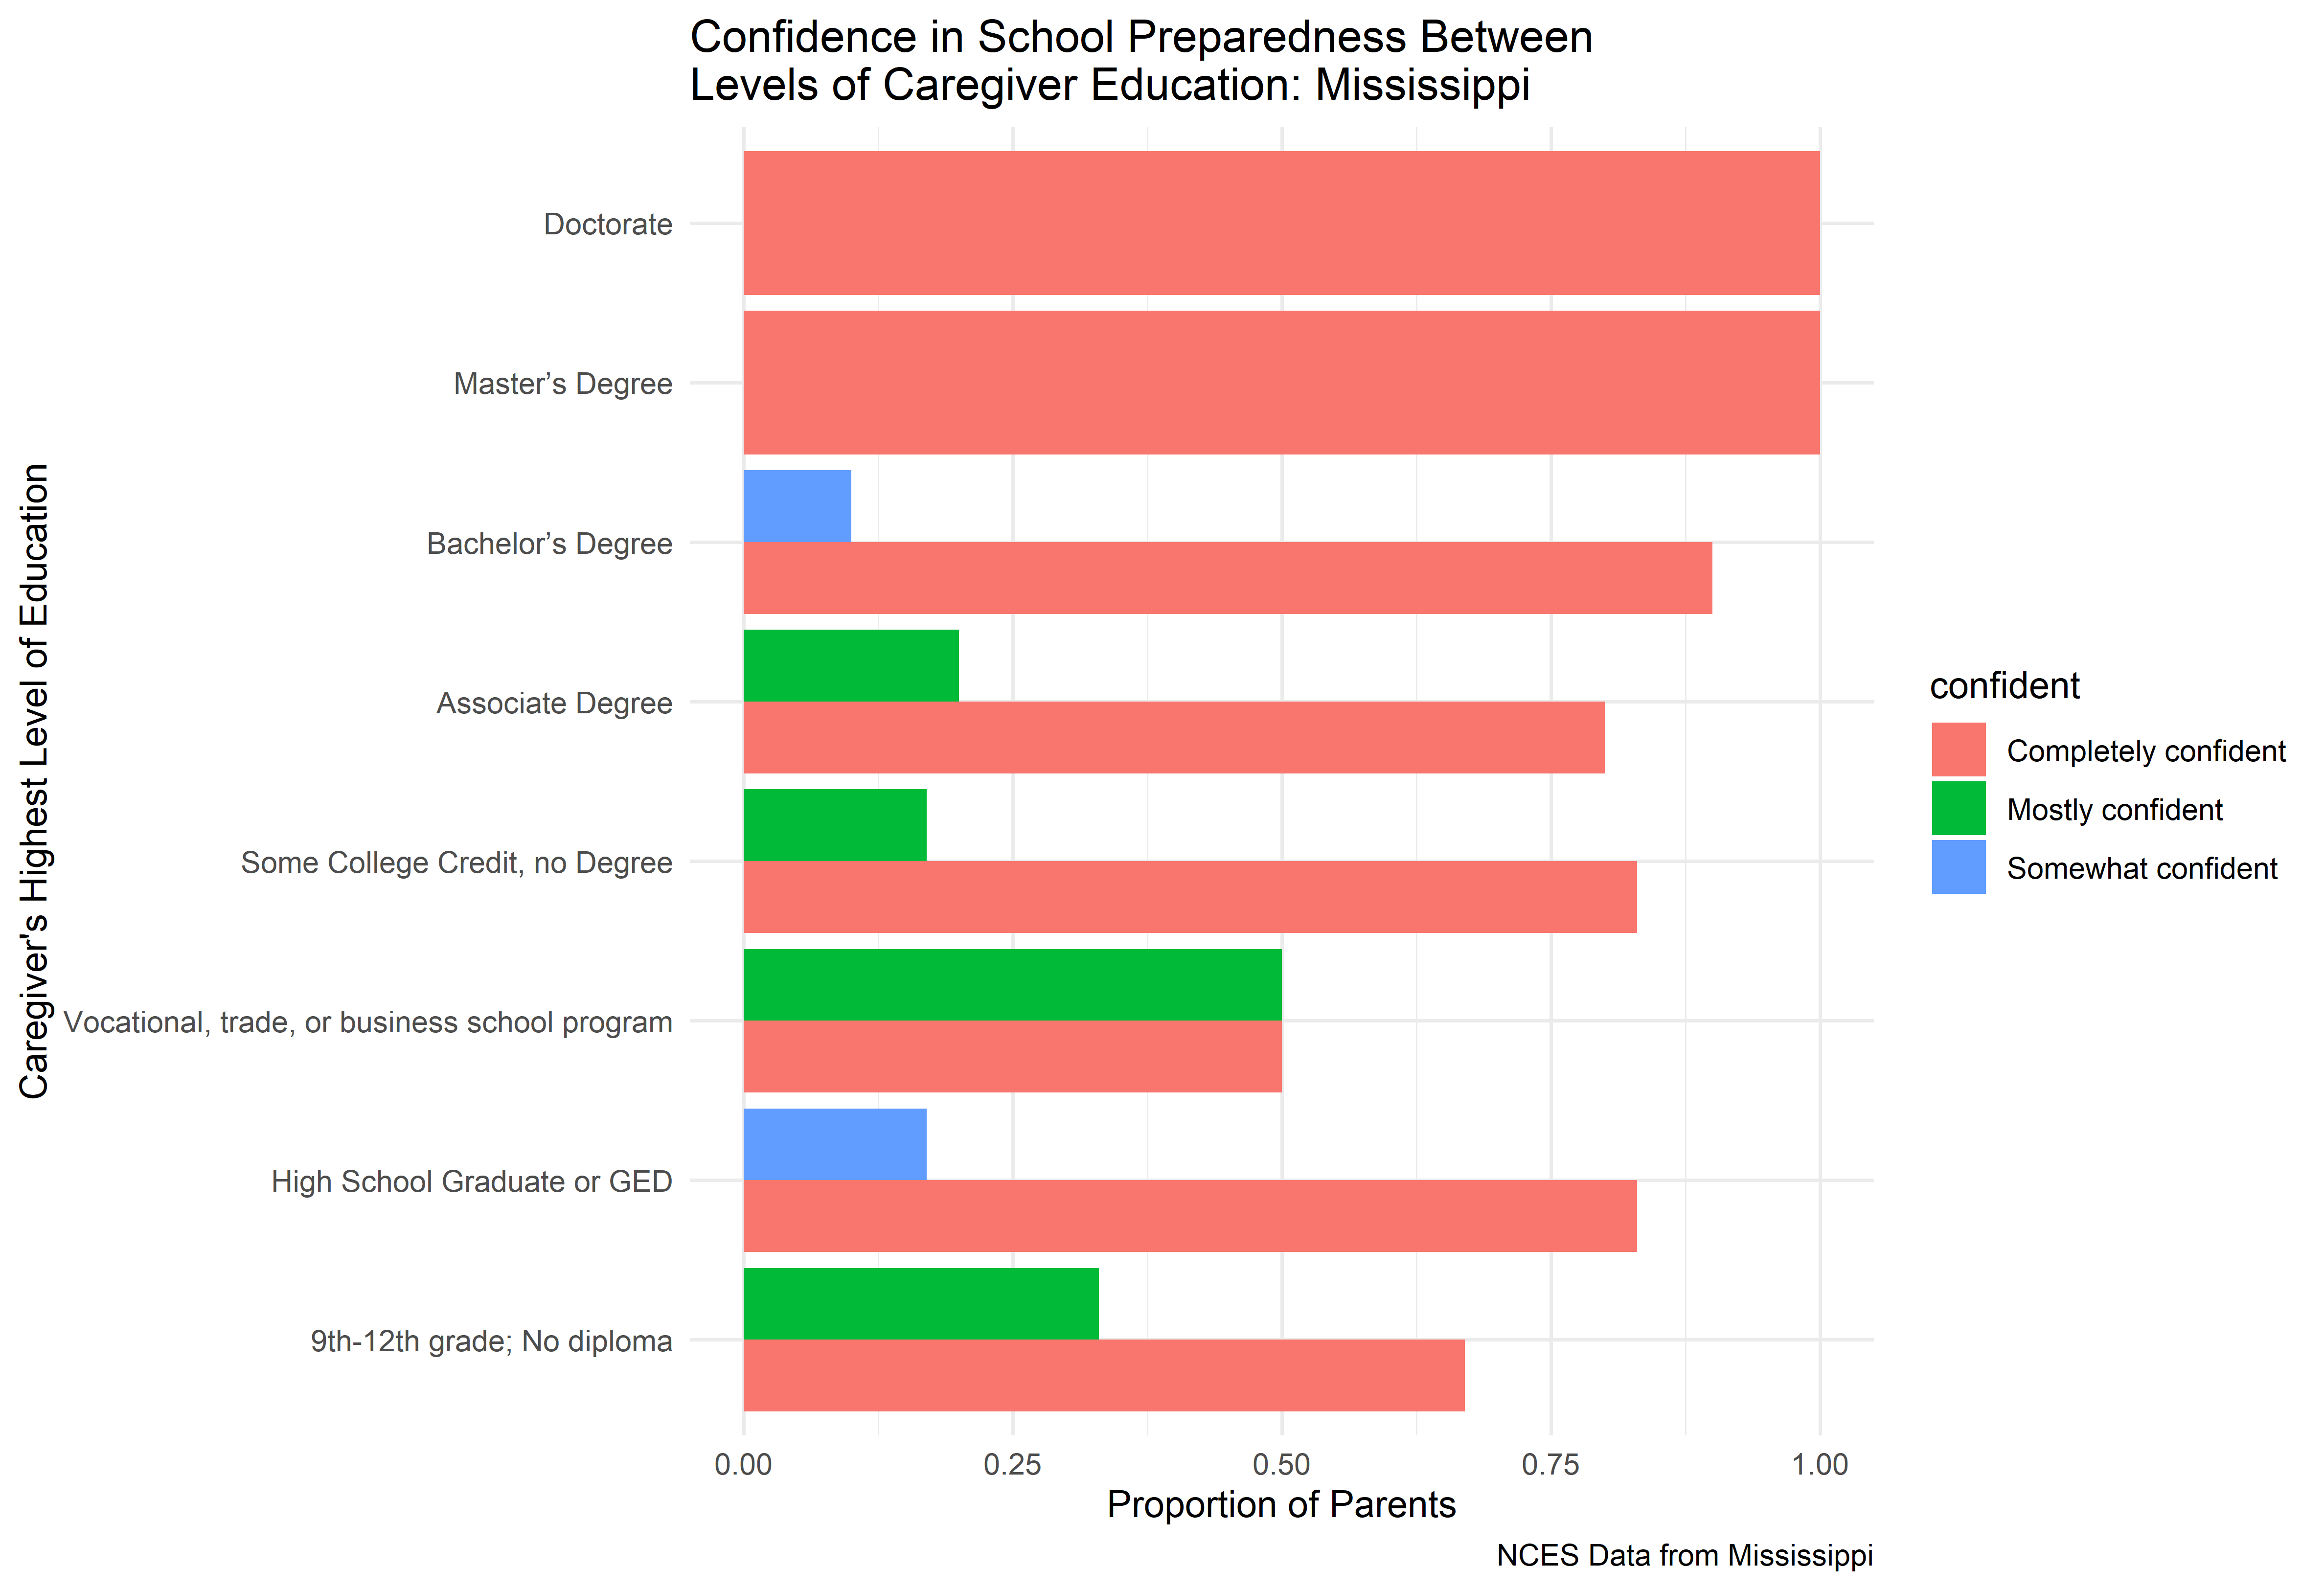 Confidence in School Preparedness Between
Levels of Caregiver Education: Mississippi
Caregiver's Highest Level of Education
Doctorate
Master’s Degree
Bachelor’s Degree
Associate Degree
Some College Credit, no Degree
Vocational, trade, or business school program
High School Graduate or GED
9th-12th grade; No diploma
0.00 0.25 0.50 0.75 1.00
Proportion of Parents
confident
Completely confident
Mostly confident
Somewhat confident
NCES Data from Mississippi